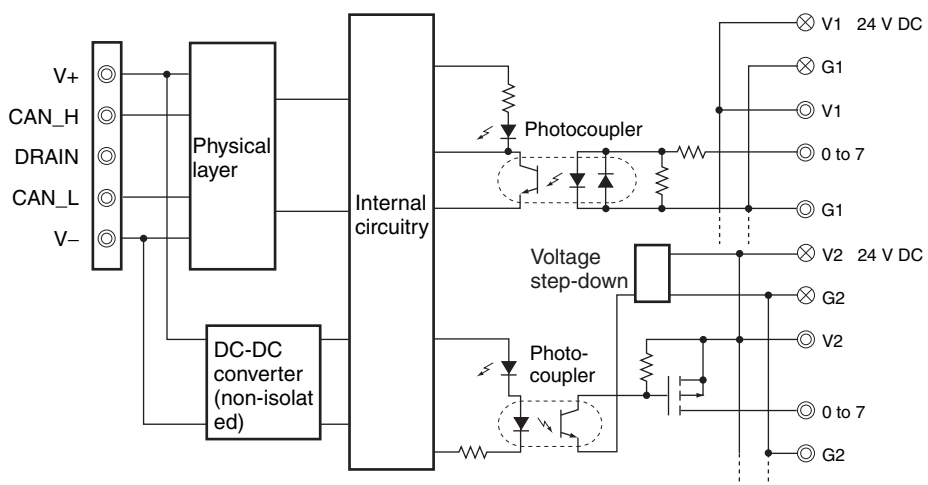 V+
CAN_H
DRAIN
CAN_L
V–
Physical
layer
DC-DC
converter
(non-isolat
ed)
Internal
circuitry
Photocoupler
Voltage
step-down
Photo-
coupler
V1 24 V DC
G1
V1
0 to 7
G1
V2 24 V DC
G2
V2
0 to 7
G2